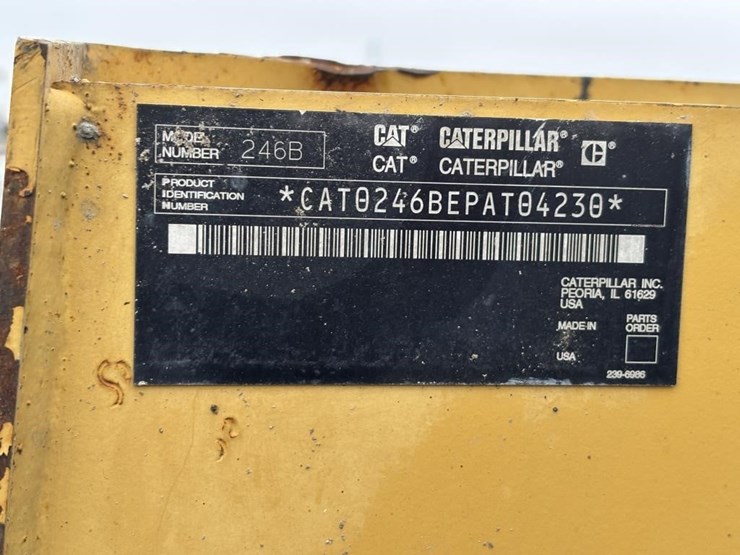 MODEL
NUMBER 246B
CAT® CATERPILLAR® C
CAT® CATERPILLAR®
PRODUCT
IDENTIFICATION
NUMBER
*CAT0246BEPAT04230*
CATERPILLAR INC.
PEORIA, IL 61629
USA
MADE IN
USA
PARTS
ORDER
239-6986